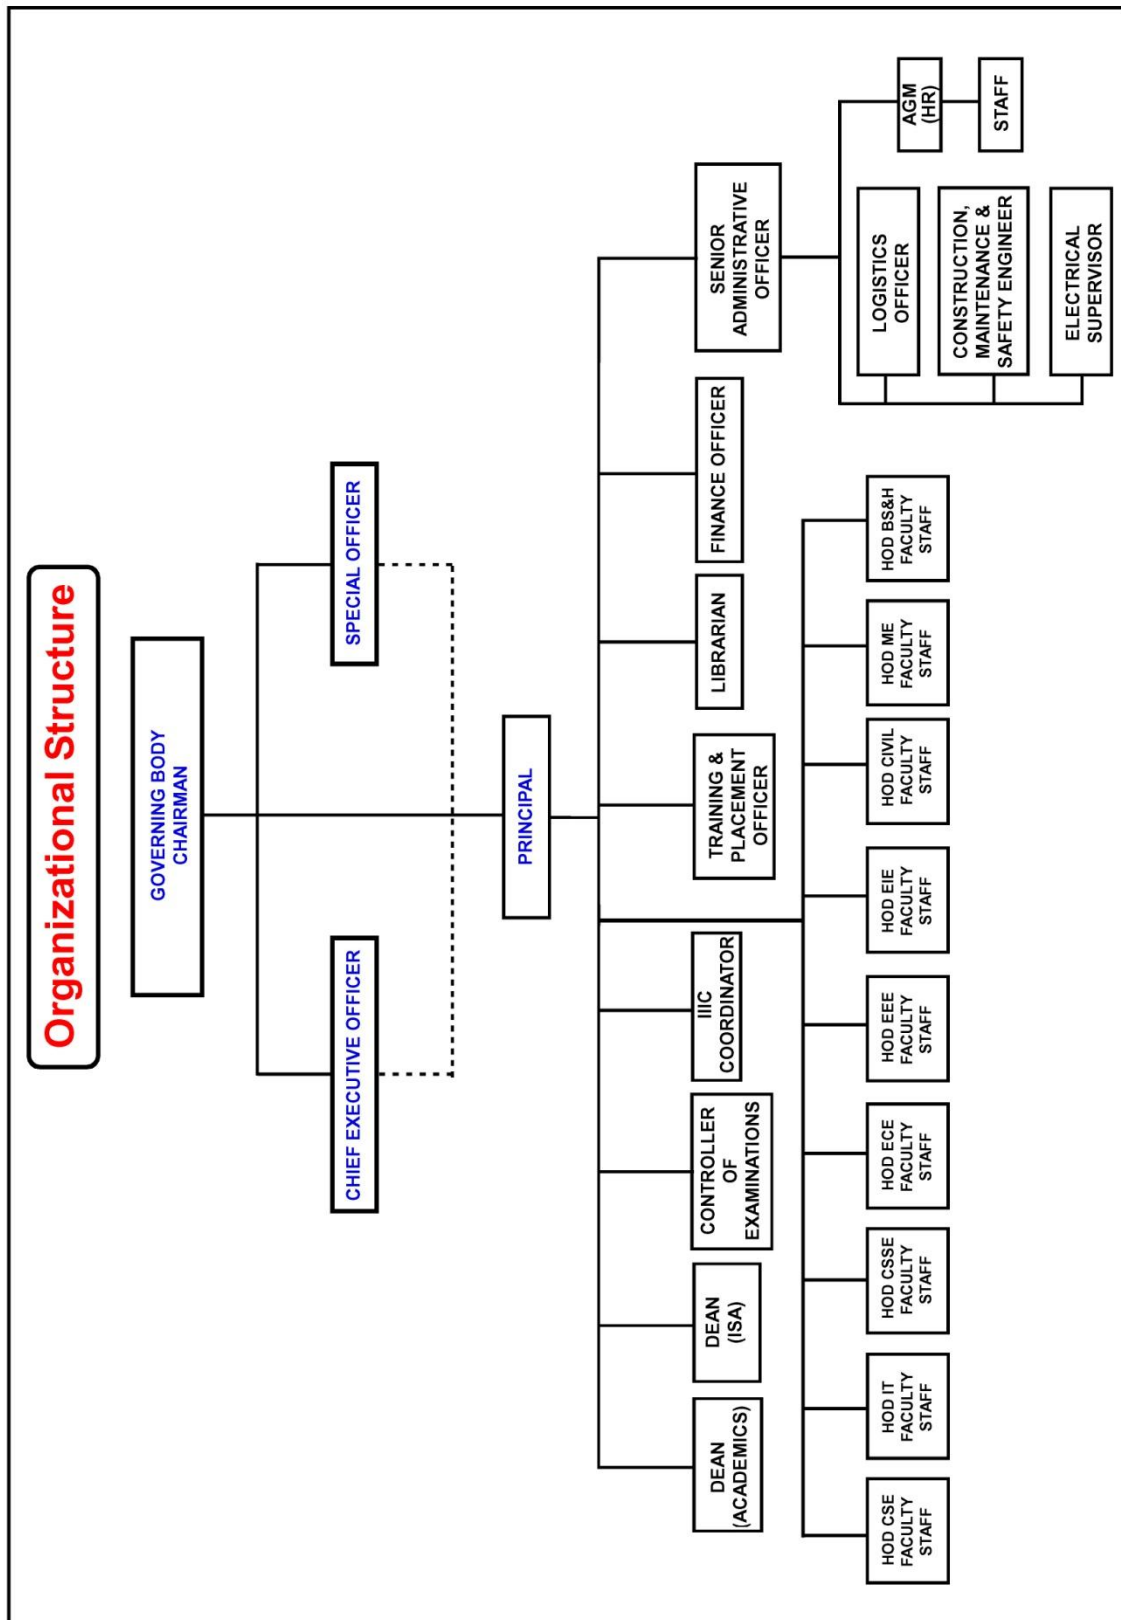 Organizational Structure
GOVERNING BODY
CHAIRMAN
CHIEF EXECUTIVE OFFICER
SPECIAL OFFICER
PRINCIPAL
DEAN
(ACADEMICS)
DEAN
(ISA)
CONTROLLER
OF
EXAMINATIONS
IIIC
COORDINATOR
TRAINING &
PLACEMENT
OFFICER
LIBRARIAN
FINANCE OFFICER
SENIOR
ADMINISTRATIVE
OFFICER
HOD CSE
FACULTY
STAFF
HOD IT
FACULTY
STAFF
HOD CSSE
FACULTY
STAFF
HOD ECE
FACULTY
STAFF
HOD EEE
FACULTY
STAFF
HOD EIE
FACULTY
STAFF
HOD CIVIL
FACULTY
STAFF
HOD ME
FACULTY
STAFF
HOD BS&H
FACULTY
STAFF
LOGISTICS
OFFICER
CONSTRUCTION,
MAINTENANCE &
SAFETY ENGINEER
ELECTRICAL
SUPERVISOR
AGM
(HR)
STAFF